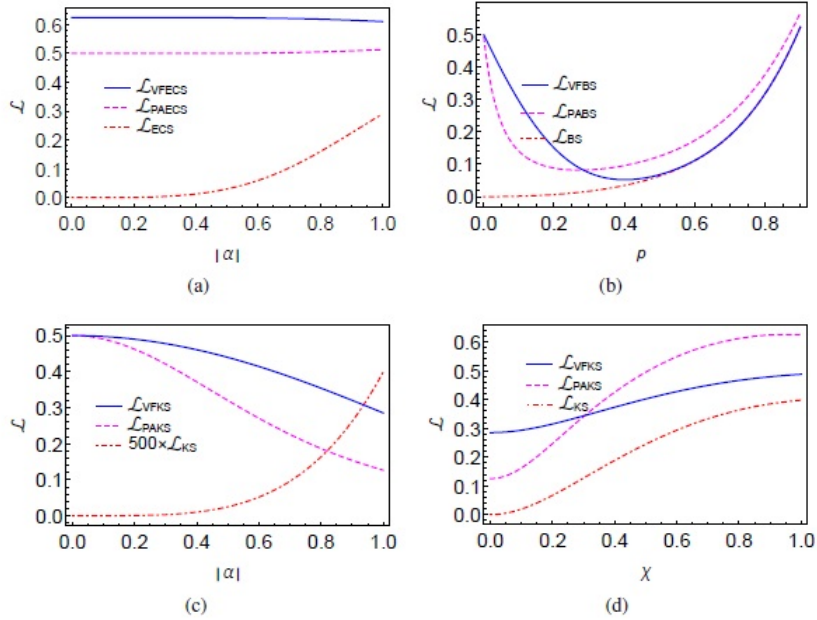 0.6
0.5
0.4
0.3
0.2
0.1
0.0
ℒ
ℒVFECS
ℒPAECS
ℒECS
0.0 0.2 0.4 0.6 0.8 1.0
|α|
(a)
0.5
0.4
0.3
0.2
0.1
0.0
ℒ
ℒVFBS
ℒPABS
ℒBS
0.0 0.2 0.4 0.6 0.8
p
(b)
0.5
0.4
0.3
0.2
0.1
0.0
ℒ
ℒVFKS
ℒPAKS
500×ℒKS
0.0 0.2 0.4 0.6 0.8 1.0
|α|
(c)
0.6
0.5
0.4
0.3
0.2
0.1
0.0
ℒ
ℒVFKS
ℒPAKS
ℒKS
0.0 0.2 0.4 0.6 0.8 1.0
χ
(d)